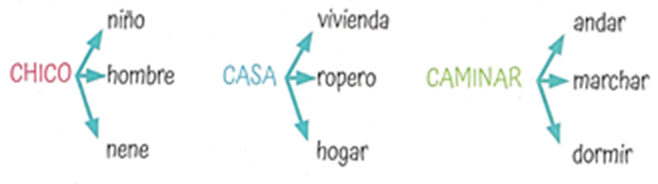 niño
CHICO hombre
nene
vivienda
CASA ropero
hogar
andar
CAMINAR marchar
dormir